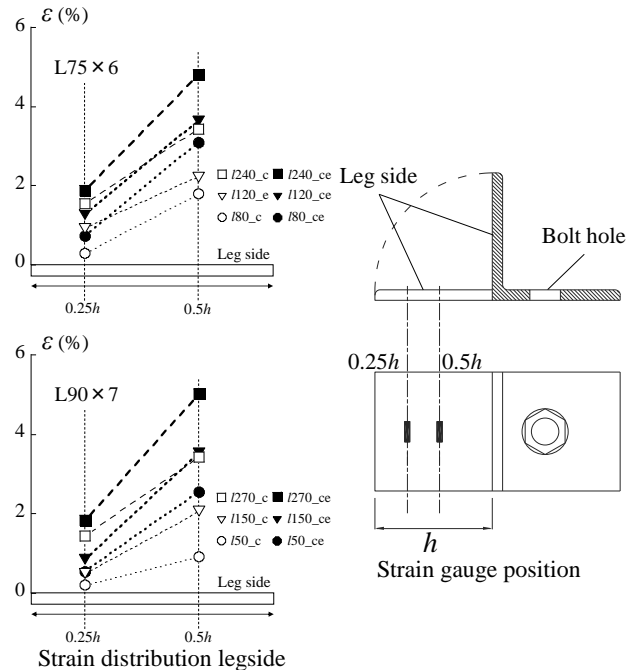 ε (%)
6
L75×6
4
l240_c l240_ce
l120_e l120_ce
l80_c l80_ce
2
Leg side
0
0.25h 0.5h
ε (%)
6
L90×7
4
l270_c l270_ce
l150_c l150_ce
l50_c l50_ce
2
Leg side
0
0.25h 0.5h
Strain distribution legside
Leg side
Bolt hole
0.25h 0.5h
h
Strain gauge position